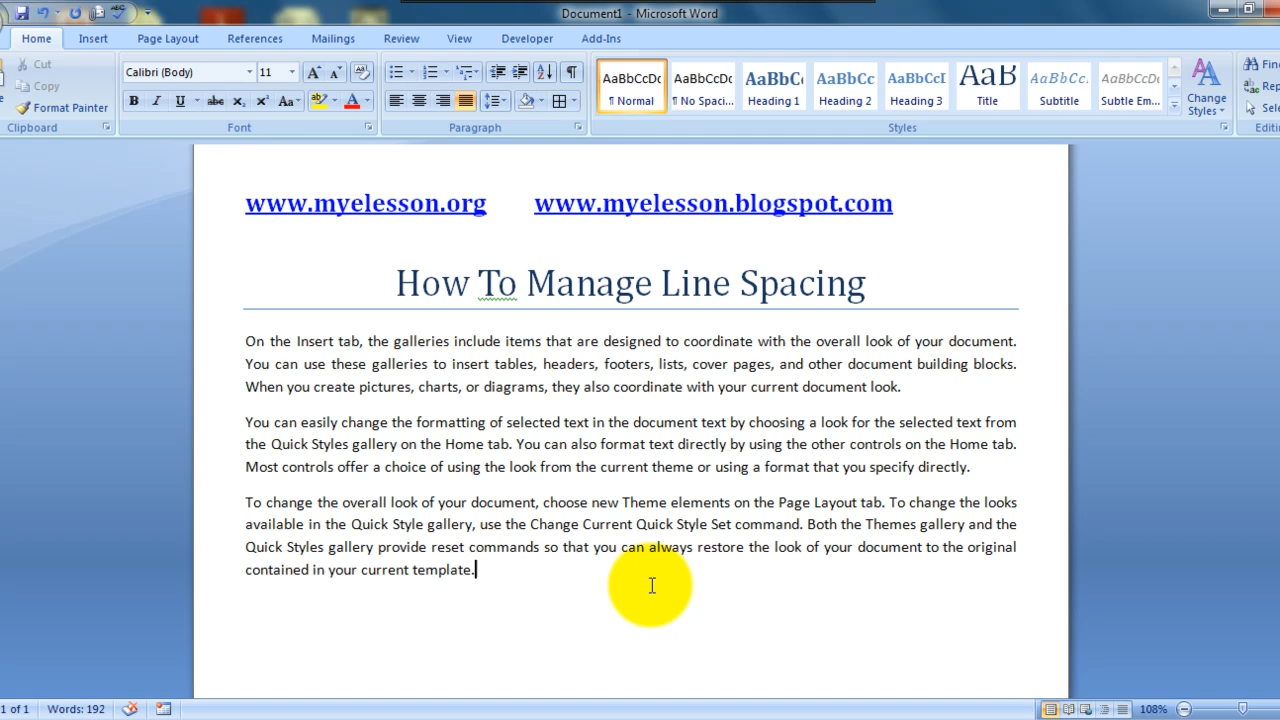 Document1 - Microsoft Word
Home Insert Page Layout References Mailings Review View Developer Add-Ins
Cut
Copy
Format Painter
Clipboard
Calibri (Body) 11
Font
Paragraph
AaBbCcDc AaBbCcDc AaBbC AaBbCc AaBbCcI AaB AaBbCc. AaBbCcDc
¶ Normal ¶ No Spaci... Heading 1 Heading 2 Heading 3 Title Subtitle Subtle Em...
Change Styles
Styles
Find
Rep
Sele
Editi
www.myelesson.org www.myelesson.blogspot.com
How To Manage Line Spacing
On the Insert tab, the galleries include items that are designed to coordinate with the overall look of your document.
You can use these galleries to insert tables, headers, footers, lists, cover pages, and other document building blocks.
When you create pictures, charts, or diagrams, they also coordinate with your current document look.
You can easily change the formatting of selected text in the document text by choosing a look for the selected text from
the Quick Styles gallery on the Home tab. You can also format text directly by using the other controls on the Home tab.
Most controls offer a choice of using the look from the current theme or using a format that you specify directly.
To change the overall look of your document, choose new Theme elements on the Page Layout tab. To change the looks
available in the Quick Style gallery, use the Change Current Quick Style Set command. Both the Themes gallery and the
Quick Styles gallery provide reset commands so that you can always restore the look of your document to the original
contained in your current template.
1 of 1 Words: 192 108%